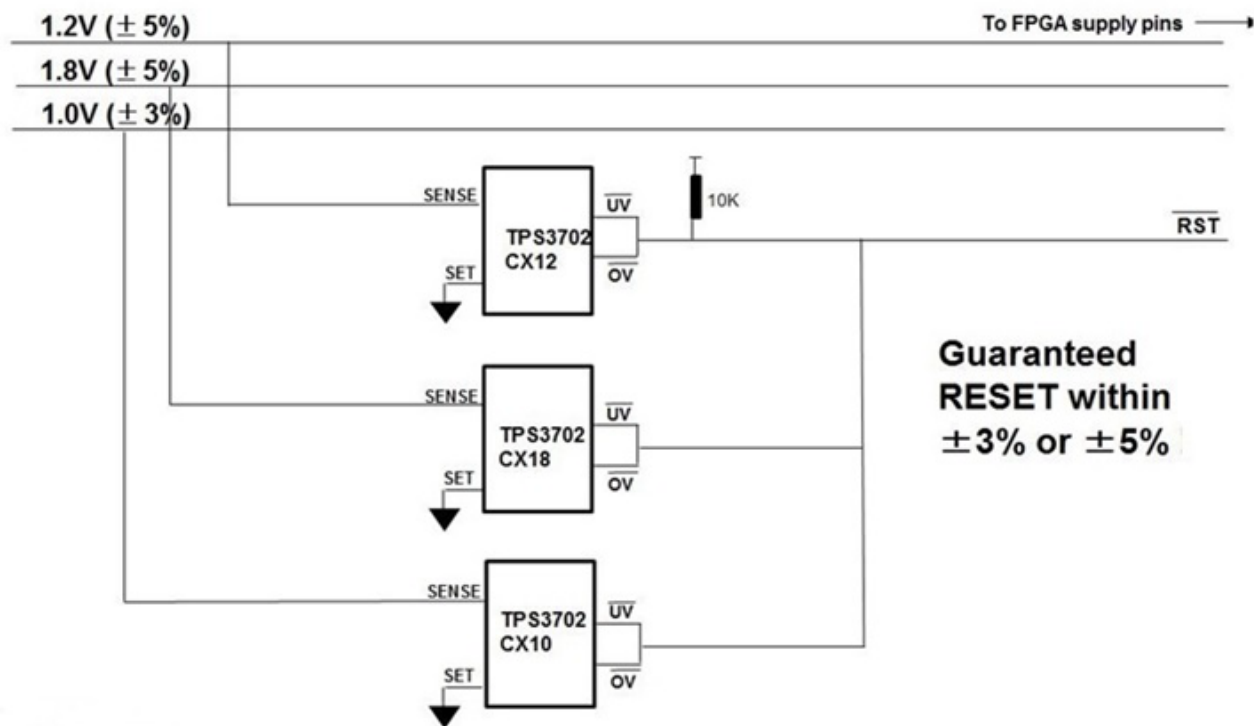 1.2V (± 5%)
To FPGA supply pins
1.8V (± 5%)
1.0V (± 3%)
SENSE
UV
10K
RST
TPS3702
CX12
SET
OV
Guaranteed
RESET within
±3% or ±5%
SENSE
UV
TPS3702
CX18
SET
OV
SENSE
UV
TPS3702
CX10
SET
OV